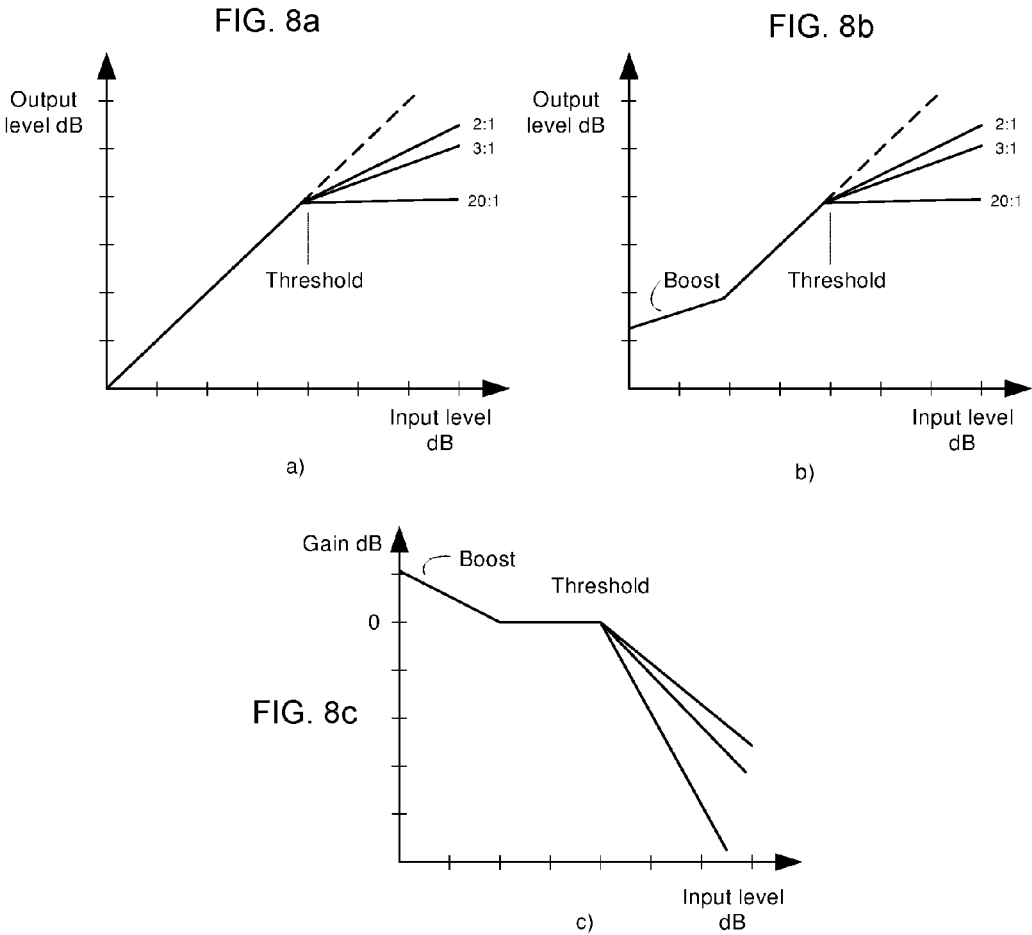 FIG. 8a
Output
level dB
2:1
3:1
20:1
Threshold
Input level
dB
a)
FIG. 8b
Output
level dB
2:1
3:1
20:1
Boost
Threshold
Input level
dB
b)
Gain dB
Boost
Threshold
0
FIG. 8c
Input level
dB
c)